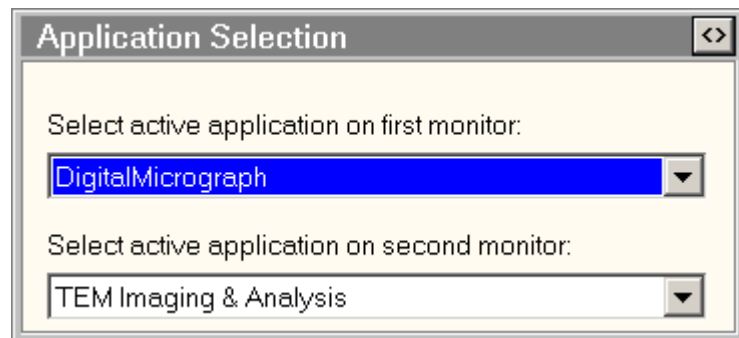 Application Selection
<>
Select active application on first monitor:
DigitalMicrograph
Select active application on second monitor:
TEM Imaging & Analysis